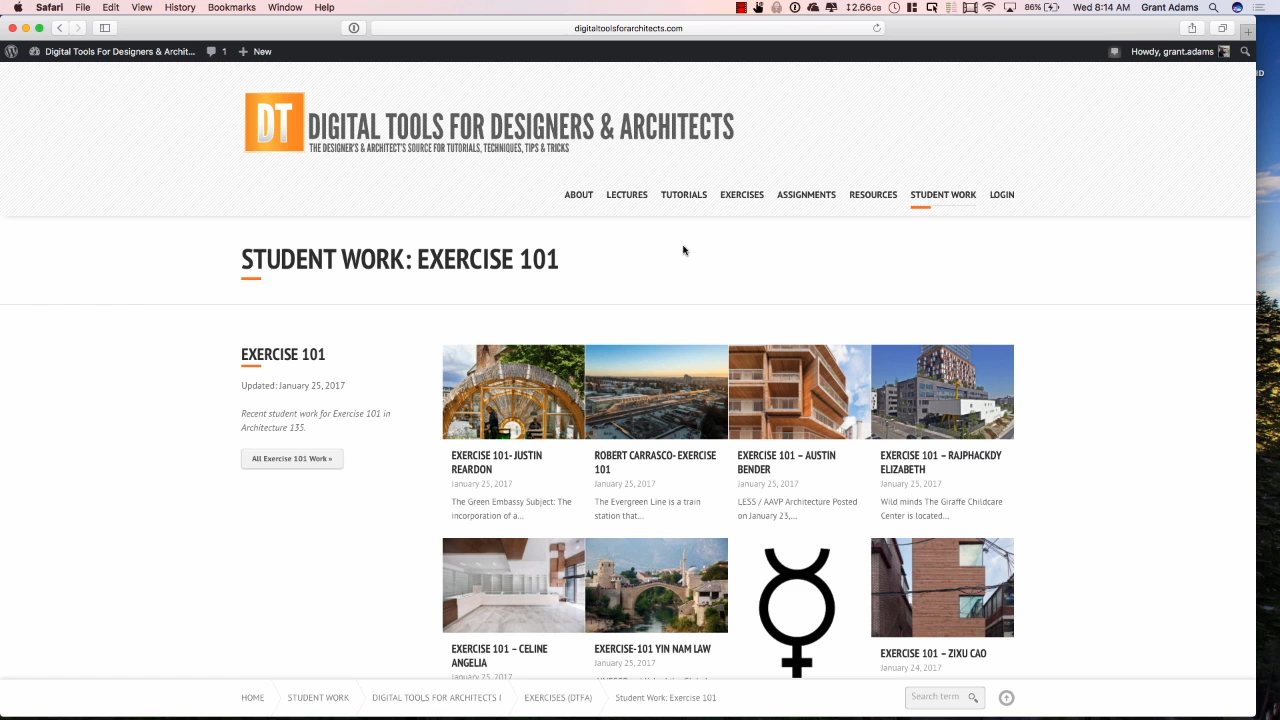 Safari File Edit View History Bookmarks Window Help
2.66GB 99% Wed 8:14 AM Grant Adams
digitaltoolsforarchitects.com
Digital Tools For Designers & Archit... 1 + New Howdy, grant.adams
DT DIGITAL TOOLS FOR DESIGNERS & ARCHITECTS
THE DESIGNER'S & ARCHITECT'S SOURCE FOR TUTORIALS, TECHNIQUES, TIPS & TRICKS
ABOUT LECTURES TUTORIALS EXERCISES ASSIGNMENTS RESOURCES STUDENT WORK LOGIN
STUDENT WORK: EXERCISE 101
EXERCISE 101
Updated: January 25, 2017
Recent student work for Exercise 101 in
Architecture 135.
All Exercise 101 Work »
EXERCISE 101- JUSTIN
REARDON
January 25, 2017
The Green Embassy Subject: The
incorporation of a...
ROBERT CARRASCO- EXERCISE
101
January 25, 2017
The Evergreen Line is a train
station that...
EXERCISE 101 – AUSTIN
BENDER
January 25, 2017
LESS / AAVP Architecture Posted
on January 23,...
EXERCISE 101 – RAJPHACKDY
ELIZABETH
January 25, 2017
Wild minds The Giraffe Childcare
Center is located...
EXERCISE 101 – CELINE
ANGELIA
January 25, 2017
EXERCISE-101 YIN NAM LAW
January 25, 2017
EXERCISE 101 – ZIXU CAO
January 24, 2017
HOME STUDENT WORK DIGITAL TOOLS FOR ARCHITECTS I EXERCISES (DTFA) Student Work: Exercise 101
Search term